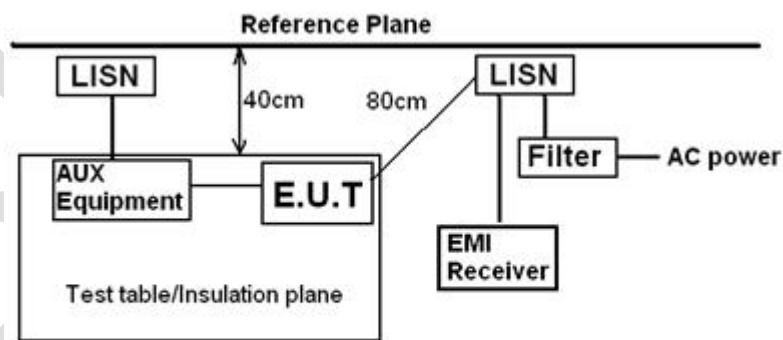 Reference Plane
LISN
LISN
40cm
80cm
Filter
AC power
AUX
Equipment
E.U.T
EMI
Receiver
Test table/Insulation plane